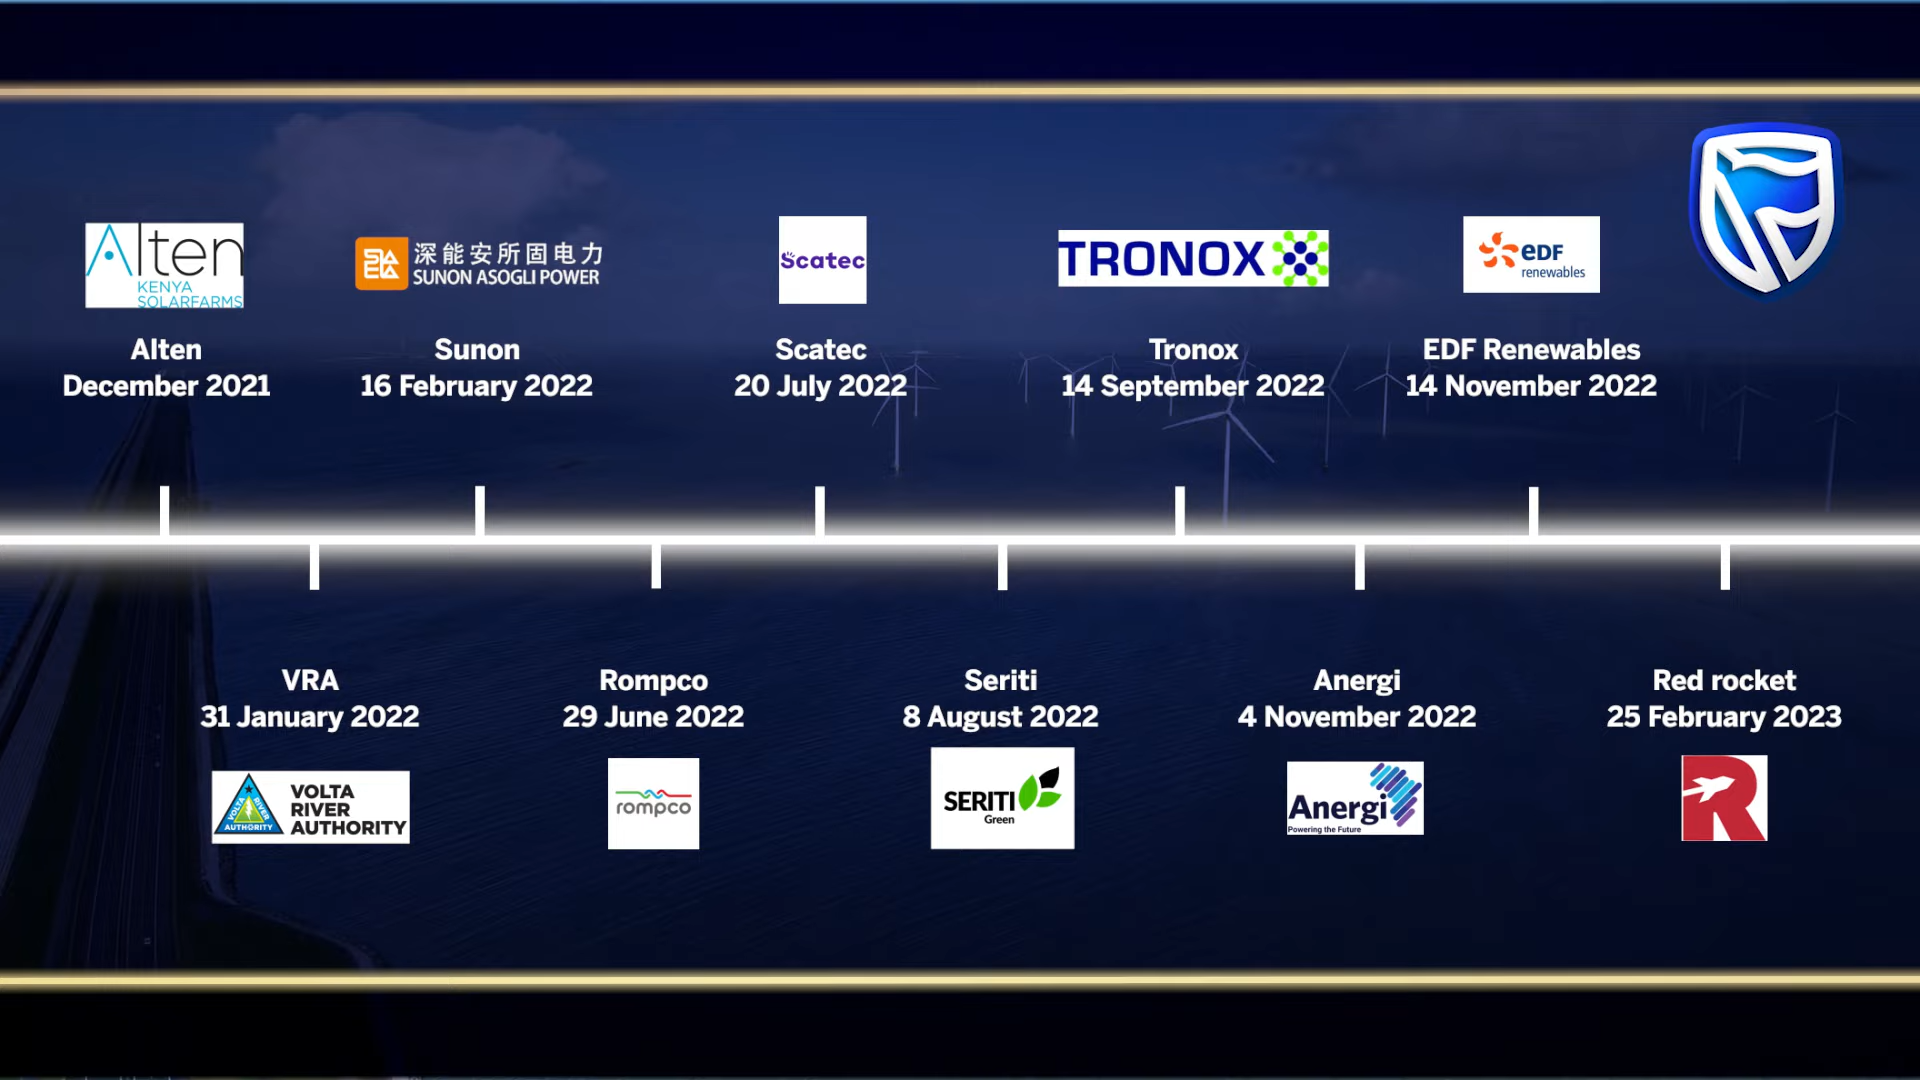 Alten
KENYA
SOLARFARMS
Alten
December 2021
深能安所固电力
SUNON ASOGLI POWER
Sunon
16 February 2022
Scatec
Scatec
20 July 2022
TRONOX
Tronox
14 September 2022
eDF
renewables
EDF Renewables
14 November 2022
VRA
31 January 2022
VOLTA RIVER
AUTHORITY
VOLTA
RIVER
AUTHORITY
Rompco
29 June 2022
rompco
Seriti
8 August 2022
SERITI
Green
Anergi
4 November 2022
Anergi
Powering the Future
Red rocket
25 February 2023
R